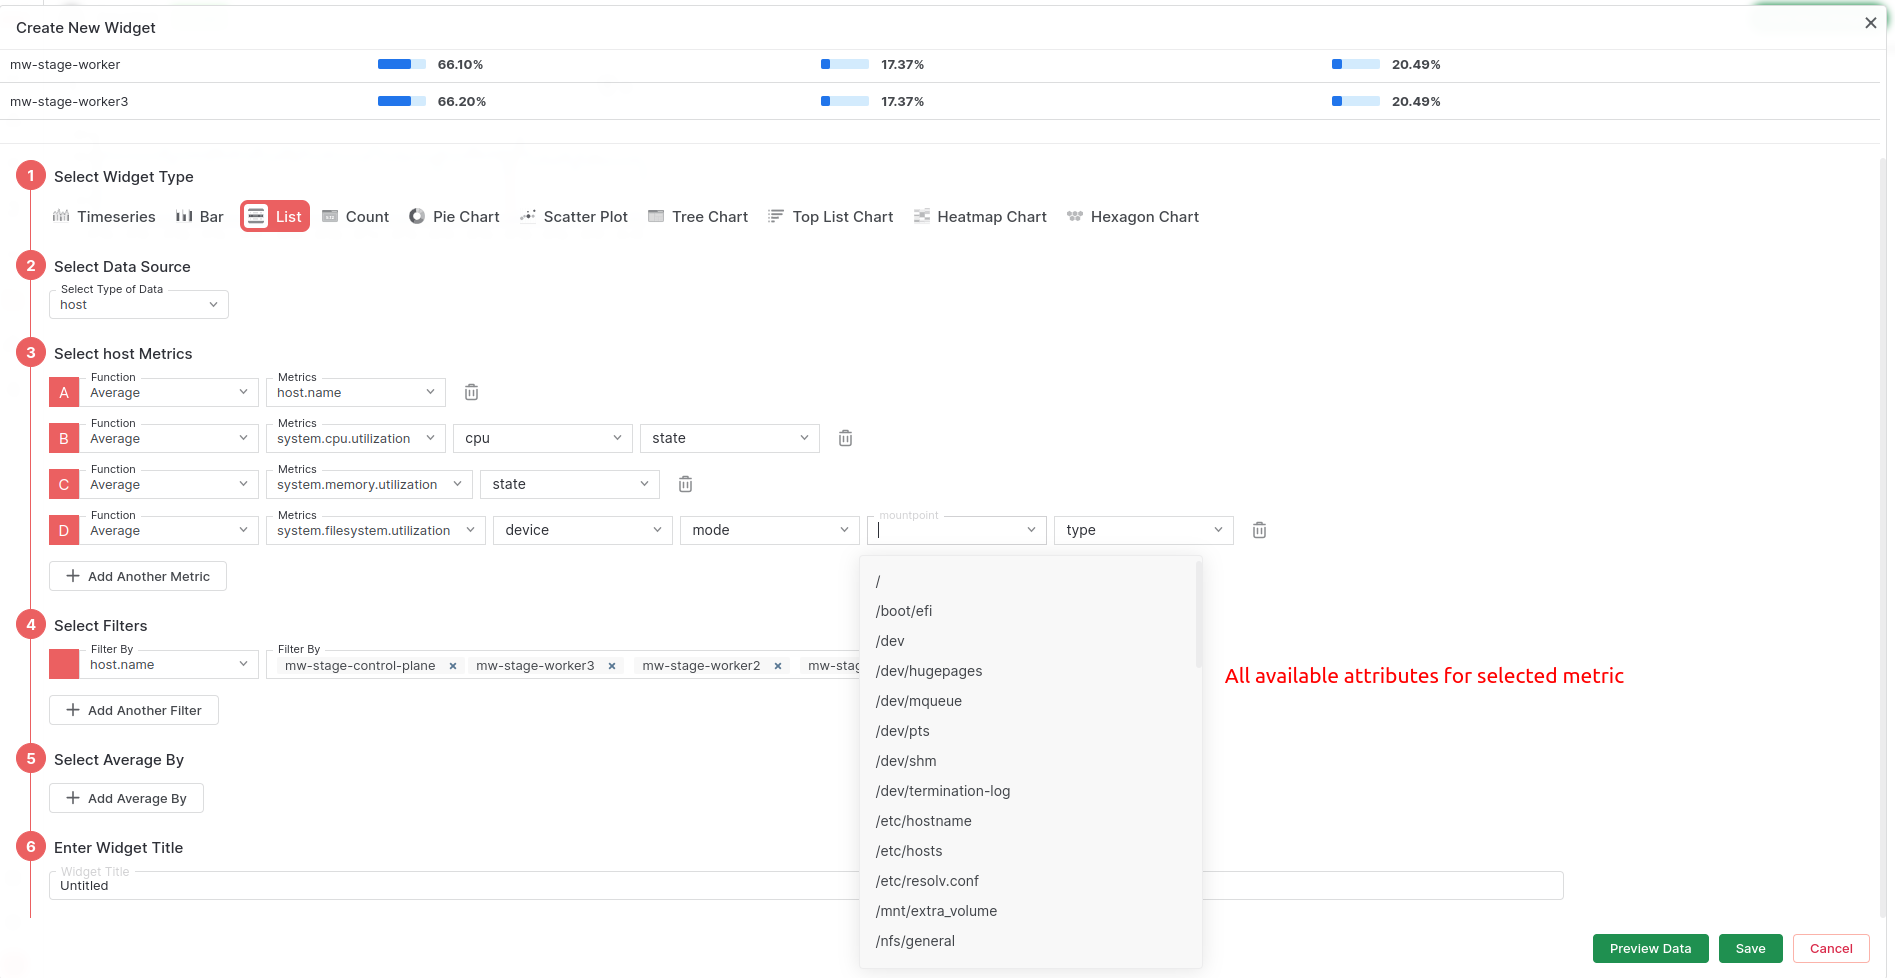 Create New Widget
mw-stage-worker 66.10% 17.37% 20.49%
mw-stage-worker3 66.20% 17.37% 20.49%
1 Select Widget Type
Timeseries Bar List Count Pie Chart Scatter Plot Tree Chart Top List Chart Heatmap Chart Hexagon Chart
2 Select Data Source
Select Type of Data
host
3 Select host Metrics
Function Metrics
A Average host.name
Function Metrics
B Average system.cpu.utilization cpu state
Function Metrics
C Average system.memory.utilization state
Function Metrics mountpoint
D Average system.filesystem.utilization device mode type
+ Add Another Metric
/
/boot/efi
/dev
/dev/hugepages
/dev/mqueue
/dev/pts
/dev/shm
/dev/termination-log
/etc/hostname
/etc/hosts
/etc/resolv.conf
/mnt/extra_volume
/nfs/general
4 Select Filters
Filter By Filter By
host.name mw-stage-control-plane × mw-stage-worker3 × mw-stage-worker2 × mw-stag
All available attributes for selected metric
+ Add Another Filter
5 Select Average By
+ Add Average By
6 Enter Widget Title
Widget Title
Untitled
Preview Data Save Cancel